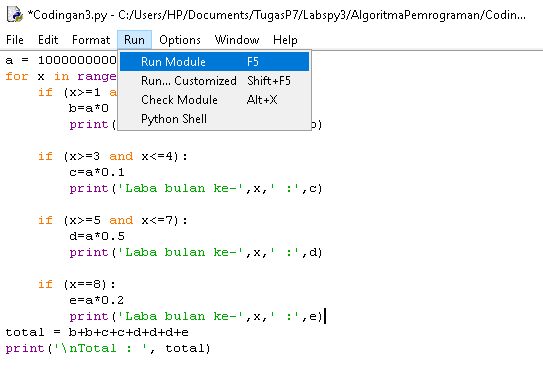 *Codingan3.py - C:/Users/HP/Documents/TugasP7/Labspy3/AlgoritmaPemrograman/Codin...
File Edit Format Run Options Window Help
Run Module F5
Run... Customized Shift+F5
Check Module Alt+X
Python Shell
a = 1000000000
for x in range
if (x>=1 a
b=a*0
print( b)
if (x>=3 and x<=4):
c=a*0.1
print('Laba bulan ke-',x,' :',c)
if (x>=5 and x<=7):
d=a*0.5
print('Laba bulan ke-',x,' :',d)
if (x==8):
e=a*0.2
print('Laba bulan ke-',x,' :',e)
total = b+b+c+c+d+d+d+e
print('\nTotal : ', total)